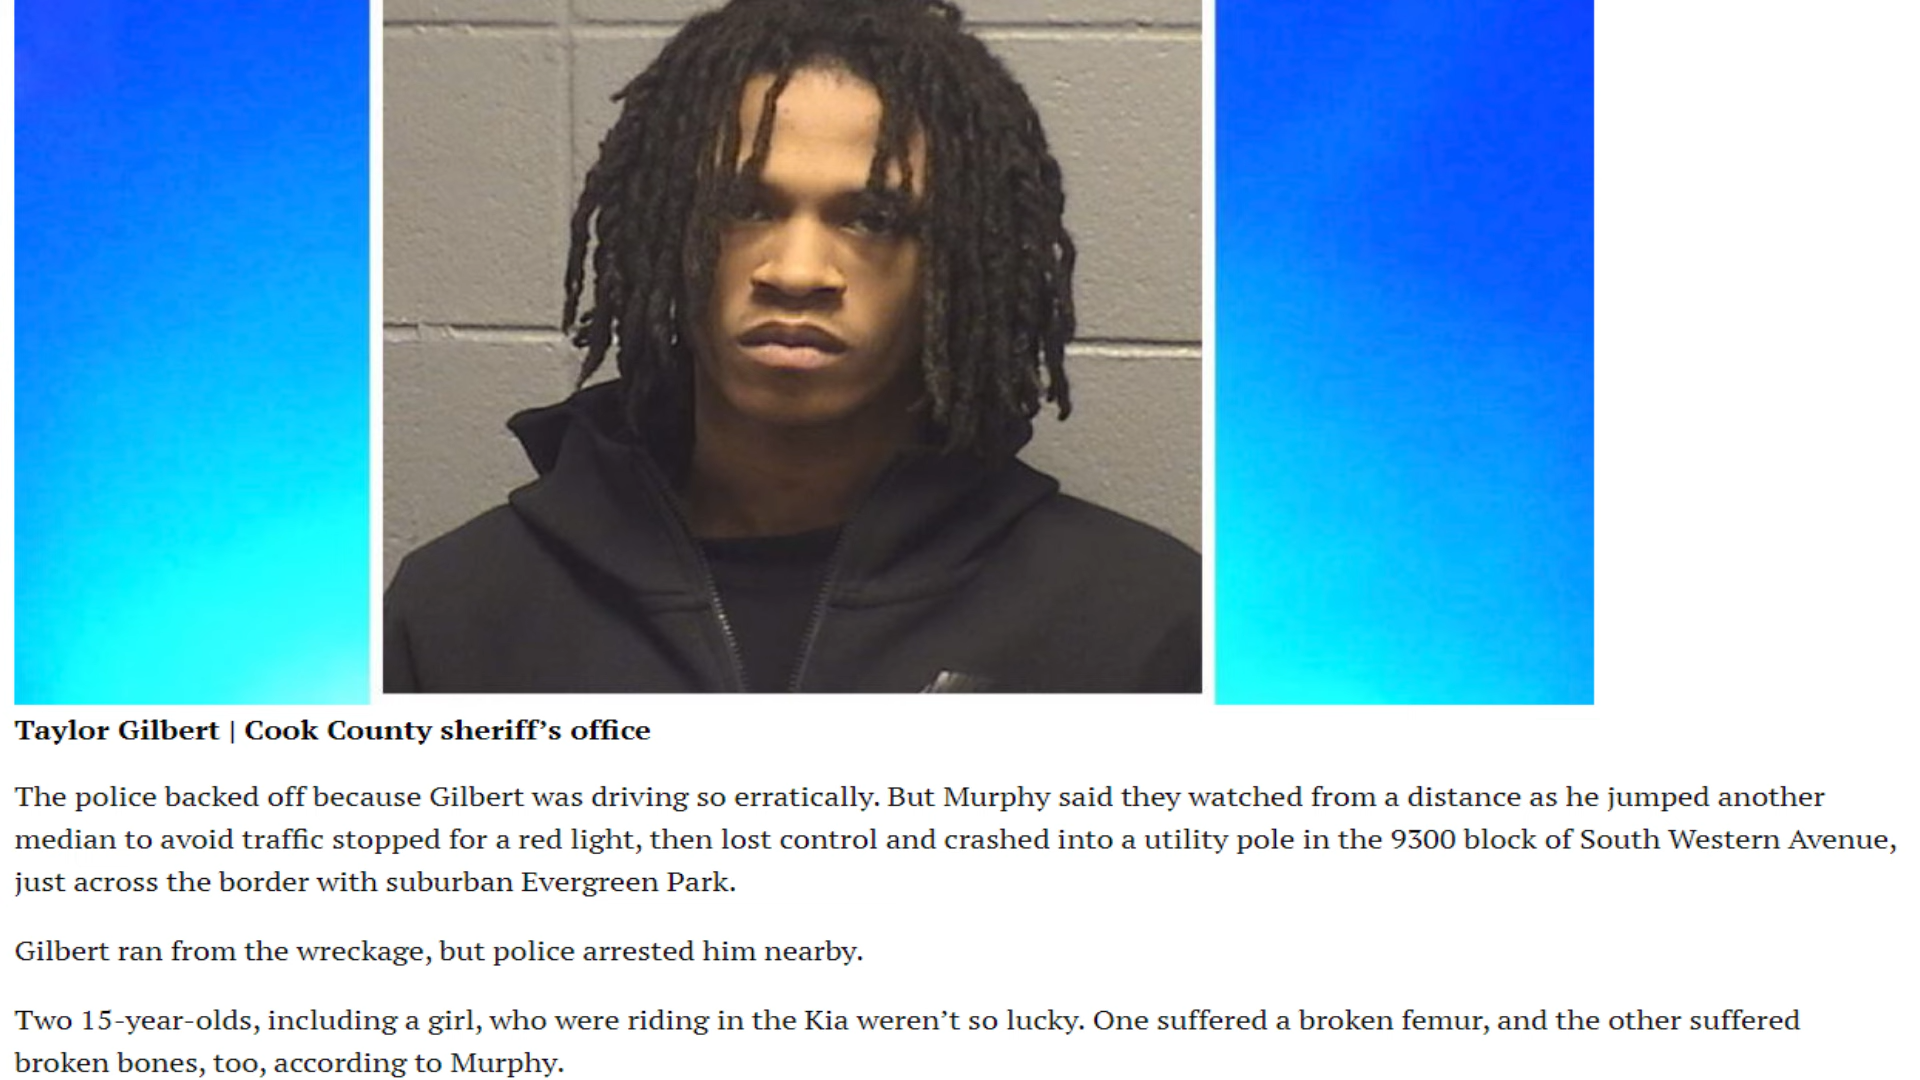 Taylor Gilbert | Cook County sheriff’s office
The police backed off because Gilbert was driving so erratically. But Murphy said they watched from a distance as he jumped another
median to avoid traffic stopped for a red light, then lost control and crashed into a utility pole in the 9300 block of South Western Avenue,
just across the border with suburban Evergreen Park.
Gilbert ran from the wreckage, but police arrested him nearby.
Two 15-year-olds, including a girl, who were riding in the Kia weren’t so lucky. One suffered a broken femur, and the other suffered
broken bones, too, according to Murphy.